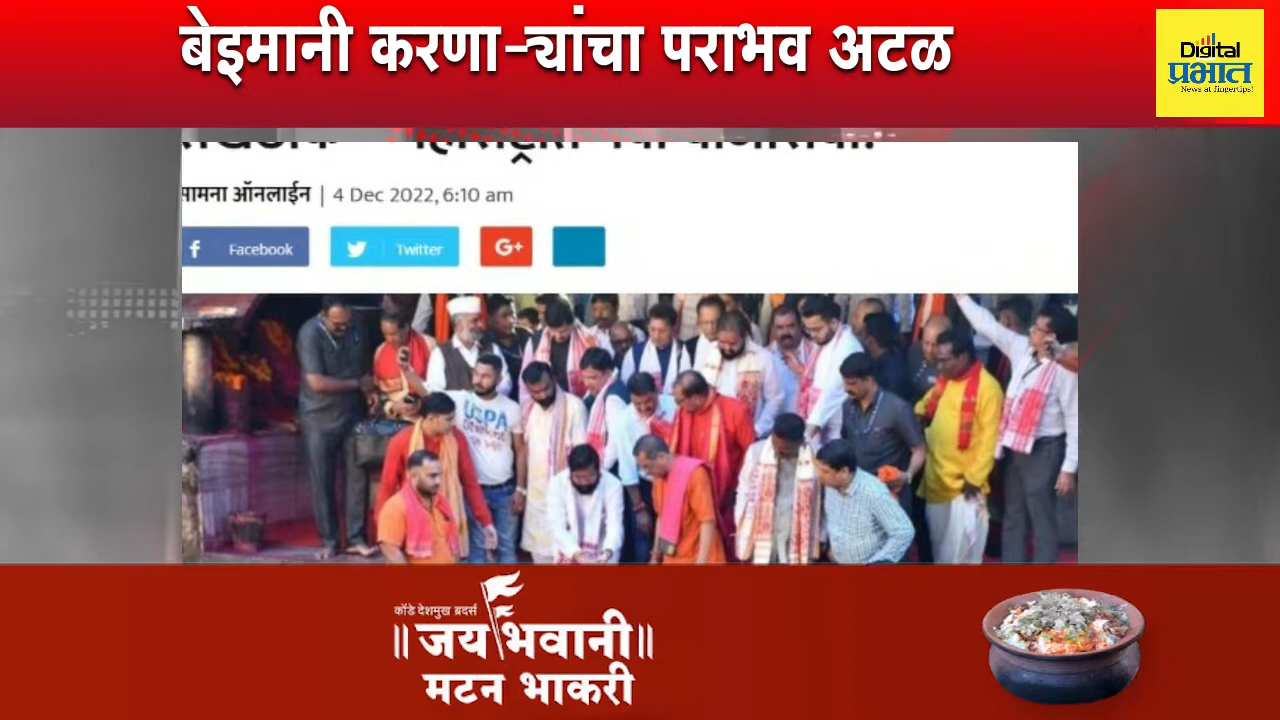 बेइमानी करणा-ऱ्यांचा पराभव अटळ
Digital
प्रभात
News at fingertips!
सामना ऑनलाईन | 4 Dec 2022, 6:10 am
Facebook
Twitter
G+
USPA
कोंडे देशमुख ब्रदर्स
॥ जय भवानी ॥
मटन भाकरी